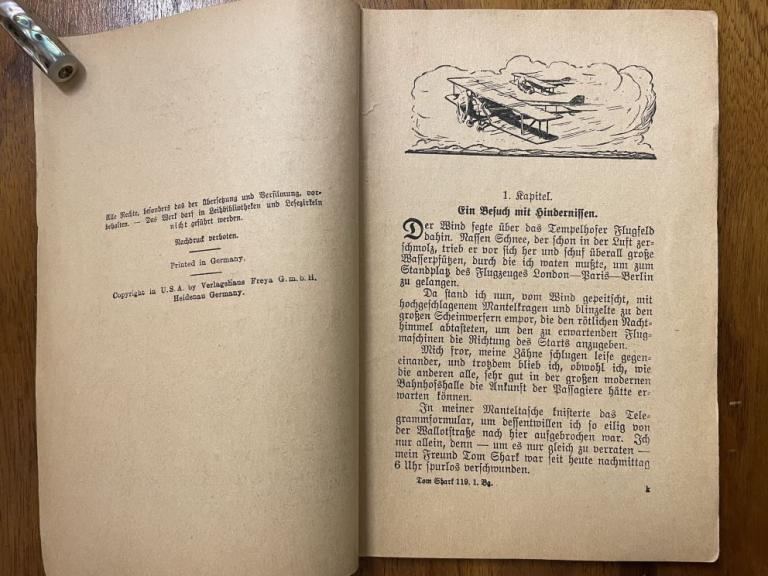 Alle Rechte, besonders das der Übersetzung und Verfilmung, vor-
behalten. — Das Werk darf in Leihbibliotheken und Lesezirkeln
nicht geführt werden.
Nachdruck verboten.
Printed in Germany.
Copyright in U.S.A. by Verlagshaus Freya G. m. b. H.
Heidenau Germany.
1. Kapitel.
Ein Besuch mit Hindernissen.
Der Wind fegte über das Tempelhofer Flugfeld
dahin. Nassen Schnee, der schon in der Luft zer-
schmolz, trieb er vor sich her und schuf überall große
Wasserpfützen, durch die ich waten mußte, um zum
Standplatz des Flugzeuges London—Paris—Berlin
zu gelangen.
Da stand ich nun, vom Wind gepeitscht, mit
hochgeschlagenem Mantelkragen und blinzelte zu den
großen Scheinwerfern empor, die den rötlichen Nacht-
himmel abtasteten, um den zu erwartenden Flug-
maschinen die Richtung des Starts anzugeben.
Mich fror, meine Zähne schlugen leise gegen-
einander, und trotzdem blieb ich, obwohl ich, wie
die anderen alle, sehr gut in der großen modernen
Bahnhofshalle die Ankunft der Passagiere hätte er-
warten können.
In meiner Manteltasche knisterte das Tele-
grammformular, um dessentwillen ich so eilig von
der Wallotstraße nach hier aufgebrochen war. Ich
nur allein, denn — um es nur gleich zu verraten —
mein Freund Tom Shark war seit heute nachmittag
6 Uhr spurlos verschwunden.
Tom Shark 119. 1. Bg.
k